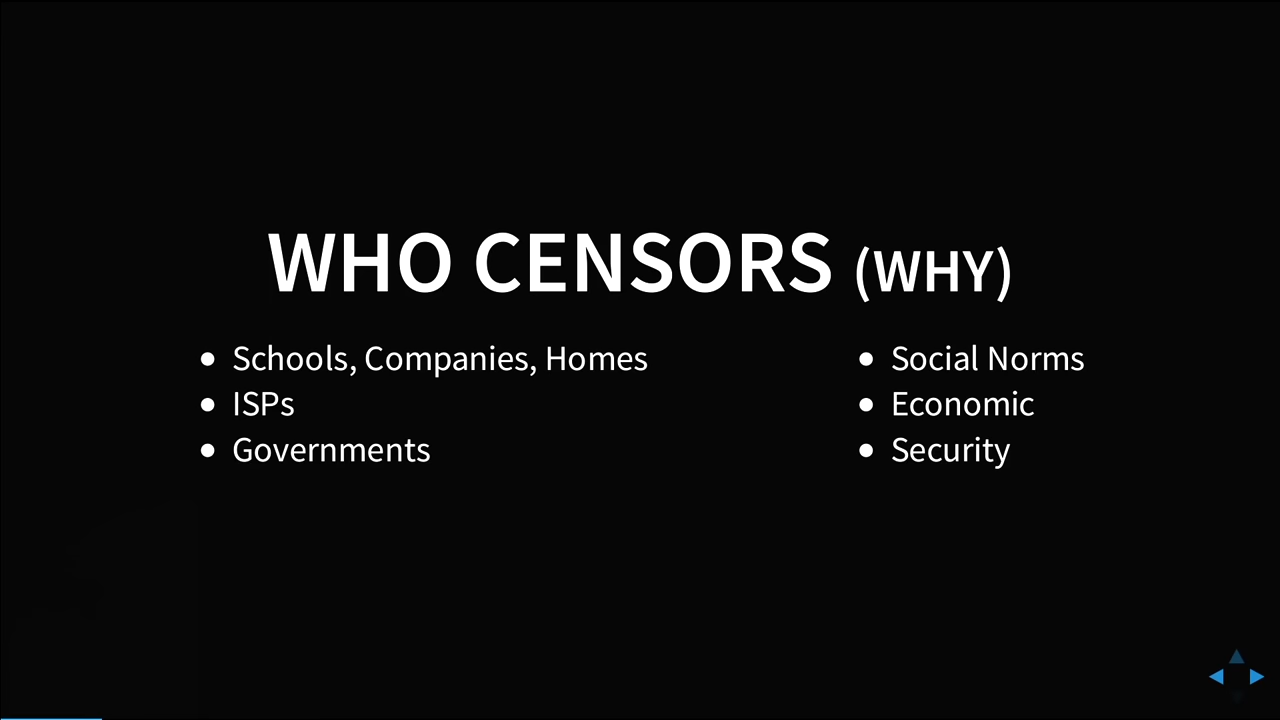 WHO CENSORS (WHY)
Schools, Companies, Homes
ISPs
Governments
Social Norms
Economic
Security